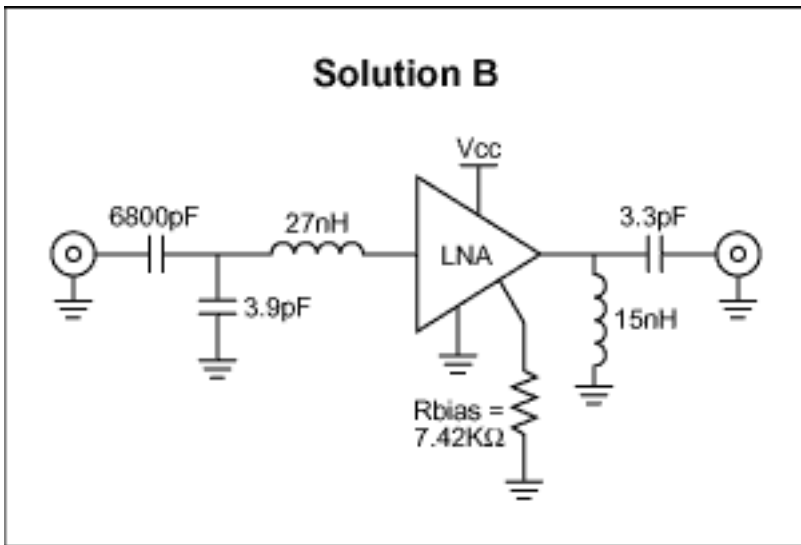 Solution B
Vcc
6800pF
27nH
3.3pF
LNA
3.9pF
15nH
Rbias =
7.42KΩ